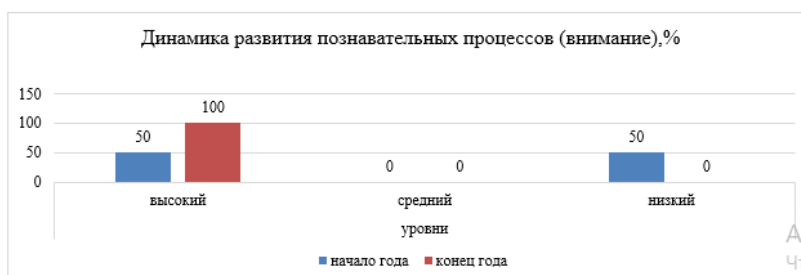 Динамика развития познавательных процессов (внимание),%
150
100
50
0
50
100
0
0
50
0
высокий
средний
низкий
уровни
начало года
конец года